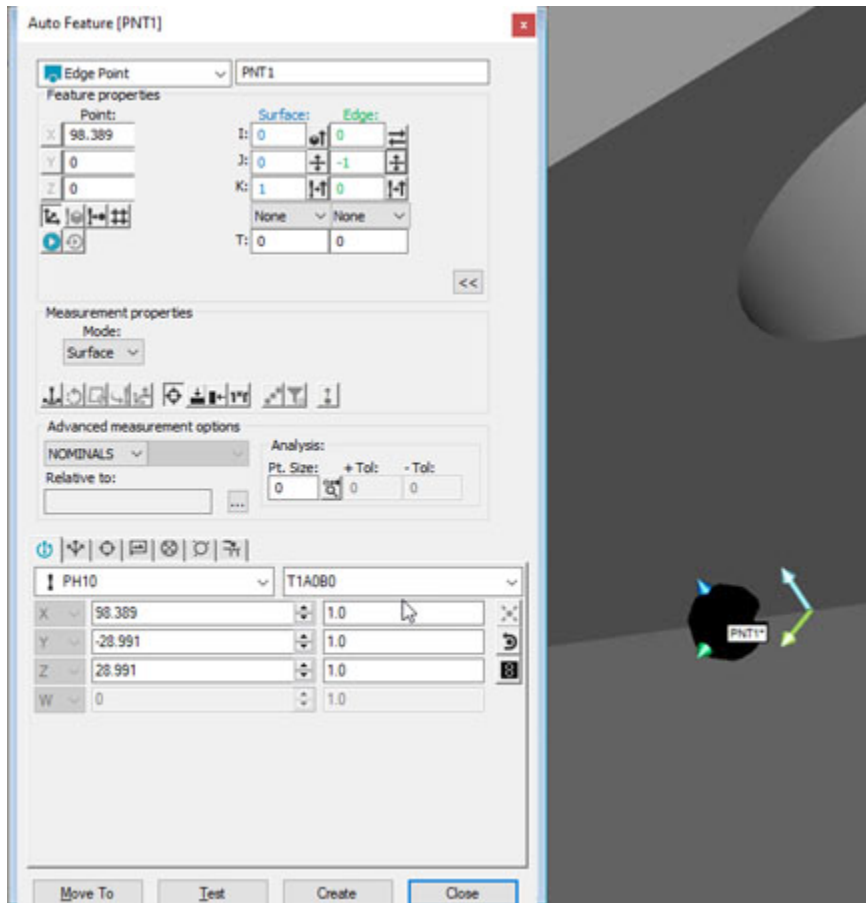 Auto Feature [PNT1]
x
Edge Point PNT1
Feature properties
Point: Surface: Edge:
X 98.389 I: 0 0
Y 0 J: 0 -1
Z 0 K: 1 0
None None
T: 0 0
<<
Measurement properties
Mode:
Surface
Advanced measurement options
NOMINALS
Analysis:
Pt. Size: + Tol: - Tol:
0 0 0
Relative to:
...
PH10 T1A0B0
X 98.389 1.0
Y -28.991 1.0
Z 28.991 1.0
W 0 1.0
PNT1*
Move To Test Create Close